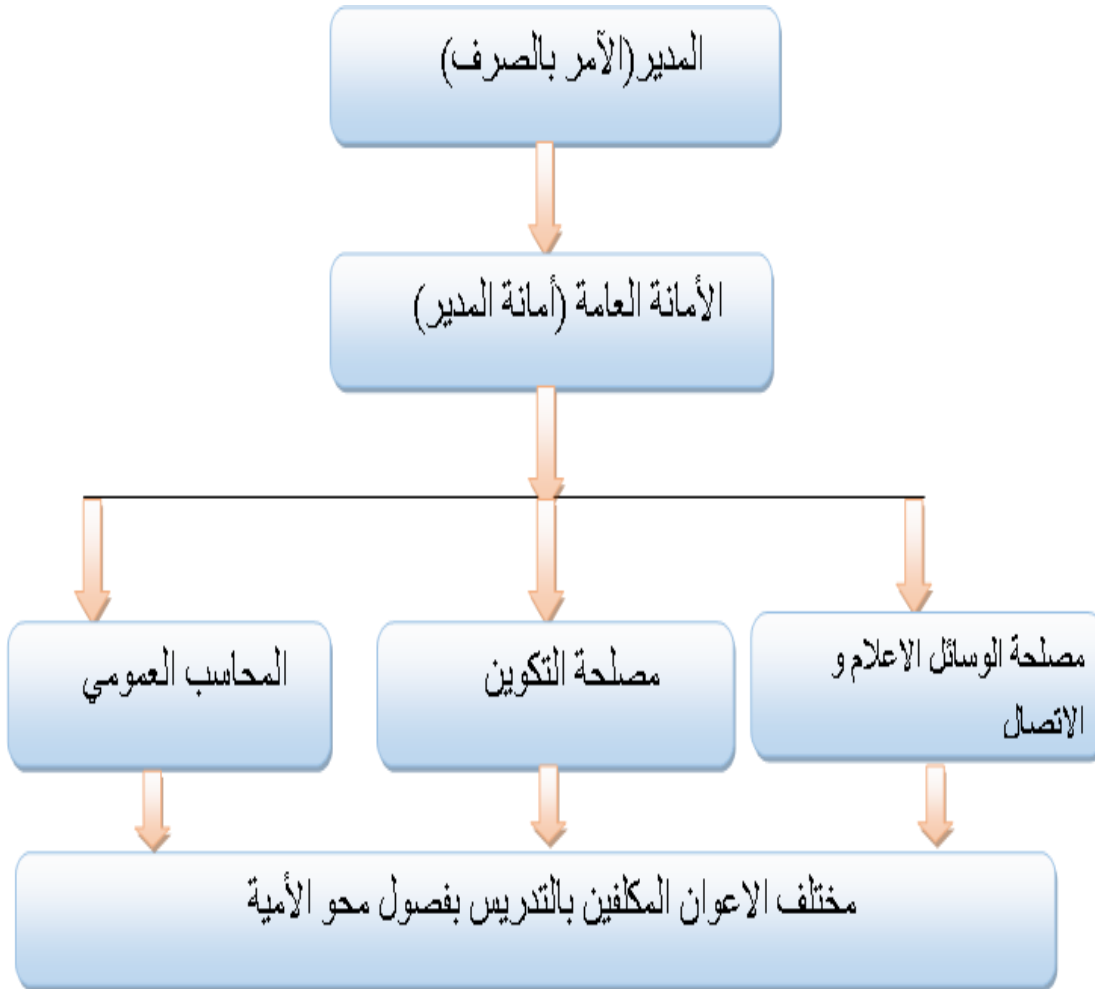 المدير(الآمر بالصرف)
الأمانة العامة (أمانة المدير)
مصلحة الوسائل الاعلام و
الاتصال
مصلحة التكوين
المحاسب العمومي
مختلف الاعوان المكلفين بالتدريس بفصول محو الأمية